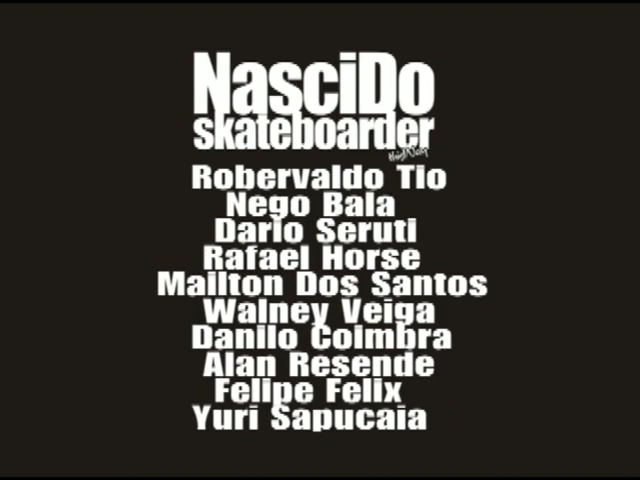 NasciDo
skateboarder
Robervaldo Tio
Nego Bala
Dario Seruti
Rafael Horse
Mailton Dos Santos
Walney Veiga
Danilo Coimbra
Alan Resende
Felipe Felix
Yuri Sapucaia